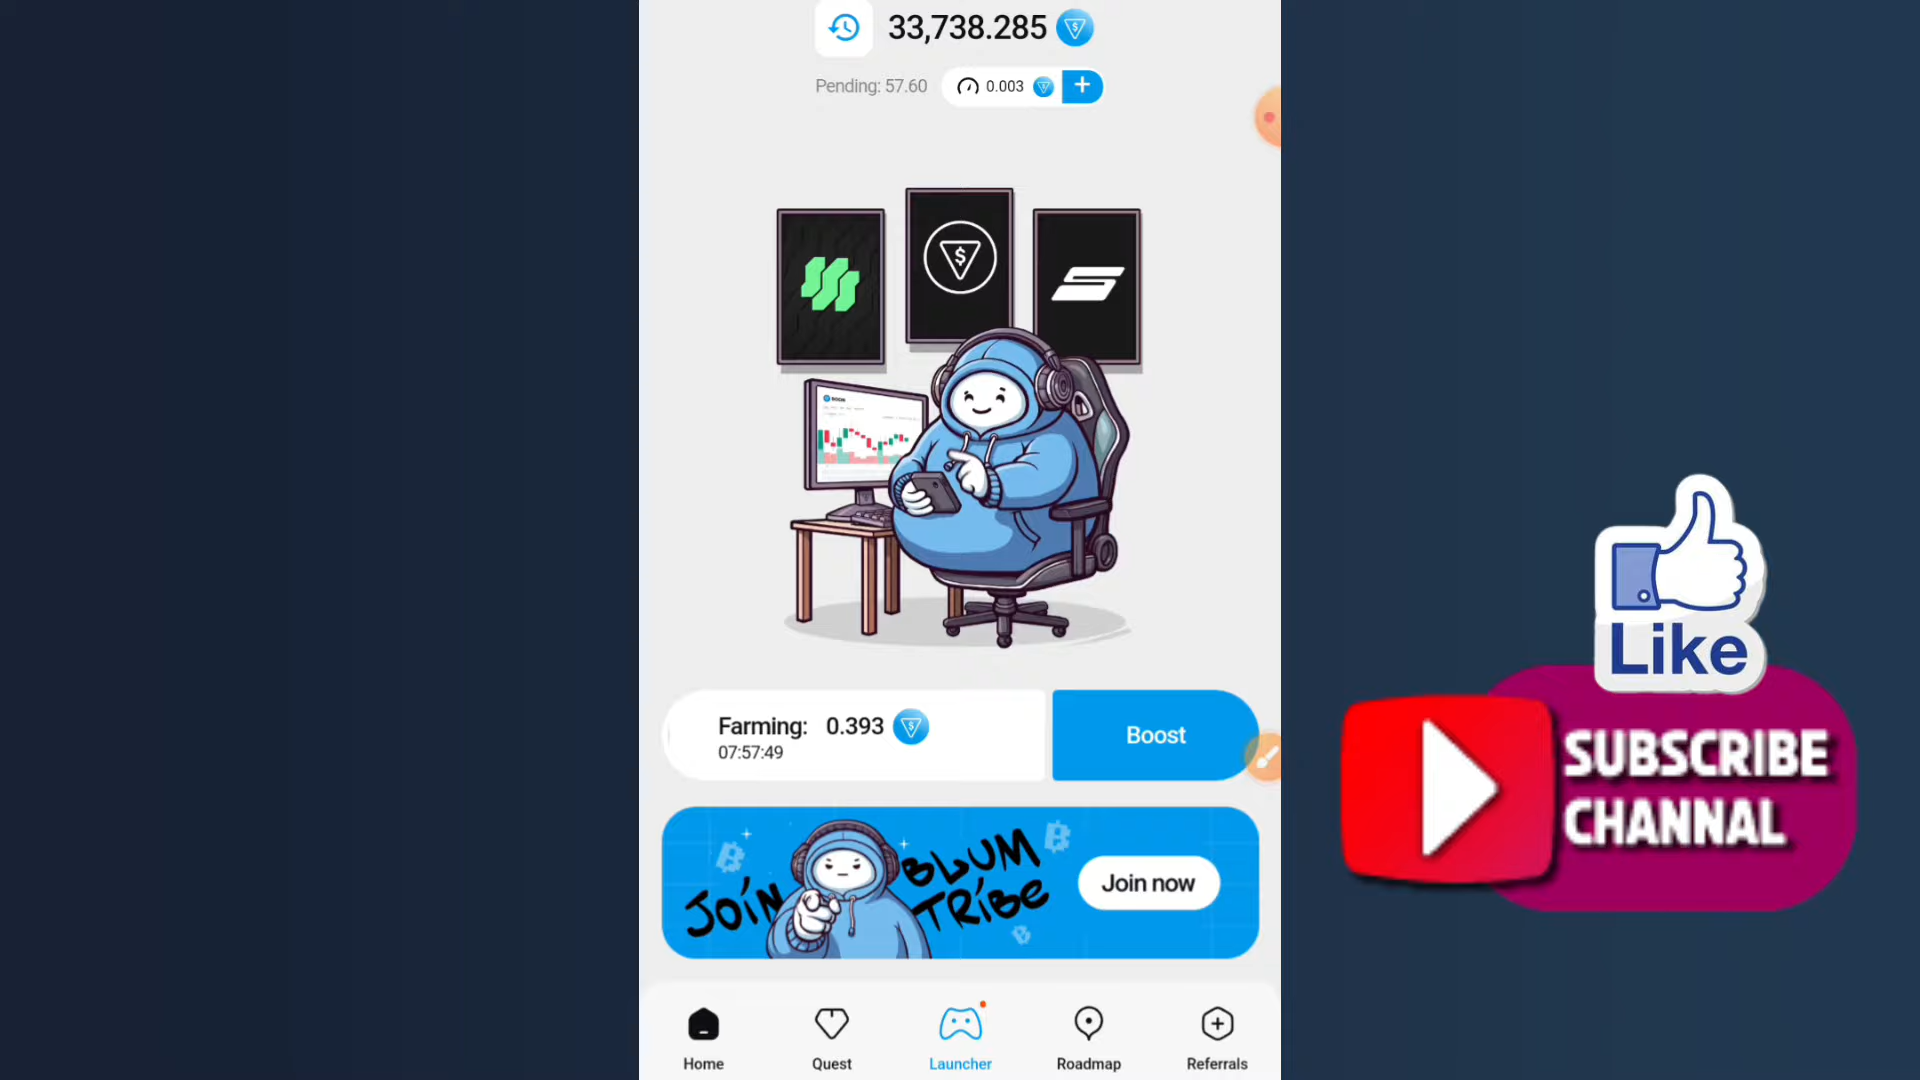 33,738.285
Pending: 57.60
0.003
Farming: 0.393
07:57:49
Boost
JOIN BLUM
TRIBE
Join now
Home
Quest
Launcher
Roadmap
Referrals
Like
SUBSCRIBE
CHANNAL